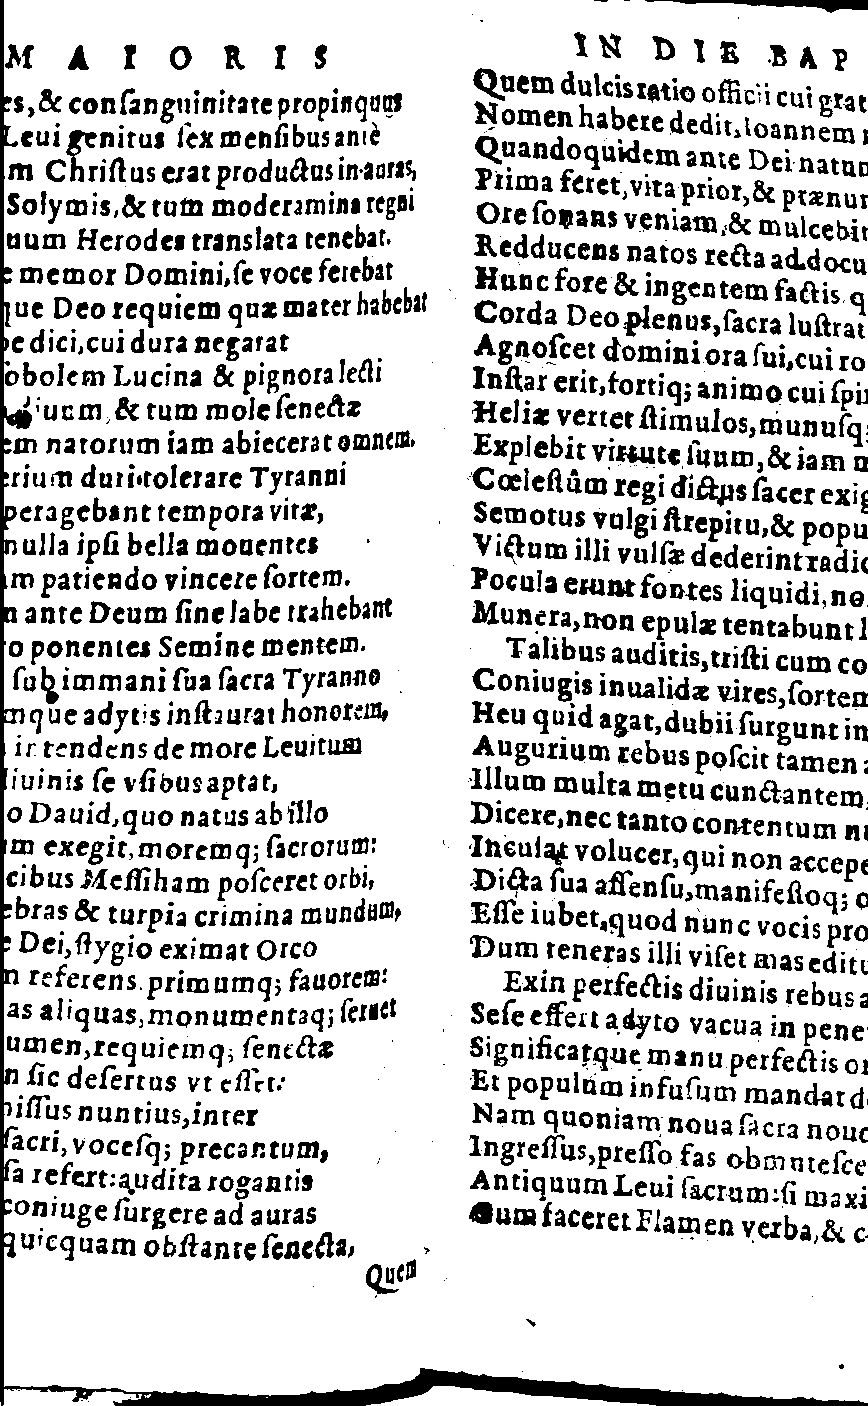 M A I O R I S
es, & conſanguinitate propinquus
Leui genitus ſex menſibus antè
m Chriſtus erat productus in auras,
Solymis, & tum moderamina regni
num Herodes translata tenebat.
e memor Domini, ſe voce ferebat
que Deo requiem quæ mater habebat
dici, cui dura negarat
ſobolem Lucina & pignora lecti
& tum mole ſenectæ
em natorum iam abiecerat omnem.
erium duri tolerare Tyranni
peragebant tempora vitæ,
nulla ipſi bella mouentes
am patiendo vincere ſortem.
n ante Deum ſine labe trahebant
o ponentes Semine mentem.
ſub immani ſua ſacra Tyranno
mque adytis inſtaurat honorem,
intendens de more Leuitum
diuinis ſe vſibus aptat,
o Dauid, quo natus ab illo
um exegit, moremq; ſacrorum:
cibus Meſſiham poſceret orbi,
ebras & turpia crimina mundum,
e Dei, ſtygio eximat Orco
n referens. primumq; fauorem:
as aliquas, monumentaq; ſeruet
umen, requiemq; ſenectæ
n ſic deſertus vt eſſet:
miſſus nuntius, inter
ſacri, voceſq; precantum,
ſa refert: audita rogantis
coniuge ſurgere ad auras
quicquam obſtante ſenecta,
Quem
I N D I E B A P
Quem dulcis ratio officii cui grat
Nomen habere dedit, Ioannem
Quandoquidem ante Dei natum
Prima feret, vita prior, & prænun
Ore ſonans veniam, & mulcebit
Redducens natos recta ad docu
Hunc fore & ingentem factis q
Corda Deo plenus, ſacra luſtrat
Agnoſcet domini ora ſui, cui ro
Inſtar erit, fortiq; animo cui ſpir
Heliæ vertet ſtimulos, munuſq;
Explebit virtute ſuum, & iam m
Cœleſtûm regi dictus ſacer exig
Semotus vulgi ſtrepitu, & popu
Victum illi vulſæ dederint radic
Pocula erunt fontes liquidi, no
Munera, non epulæ tentabunt l
Talibus auditis, triſti cum co
Coniugis inualidæ vires, ſortem
Heu quid agat, dubii ſurgunt in
Augurium rebus poſcit tamen a
Illum multa metu cunctantem,
Dicere, nec tanto contentum nu
Inculat volucer, qui non accepe
Dicta ſua aſſenſu, manifeſtoq; o
Eſſe iubet, quod nunc vocis pro
Dum teneras illi viſet mas editu
Exin perfectis diuinis rebus a
Seſe effert adyto vacua in pene
Significatque manu perfectis or
Et populum infuſum mandat d
Nam quoniam noua ſacra nouo
Ingreſſus, preſſo fas obmuteſce
Antiquum Leui ſacrum: ſi maxi
Cum faceret Flamen verba, & c